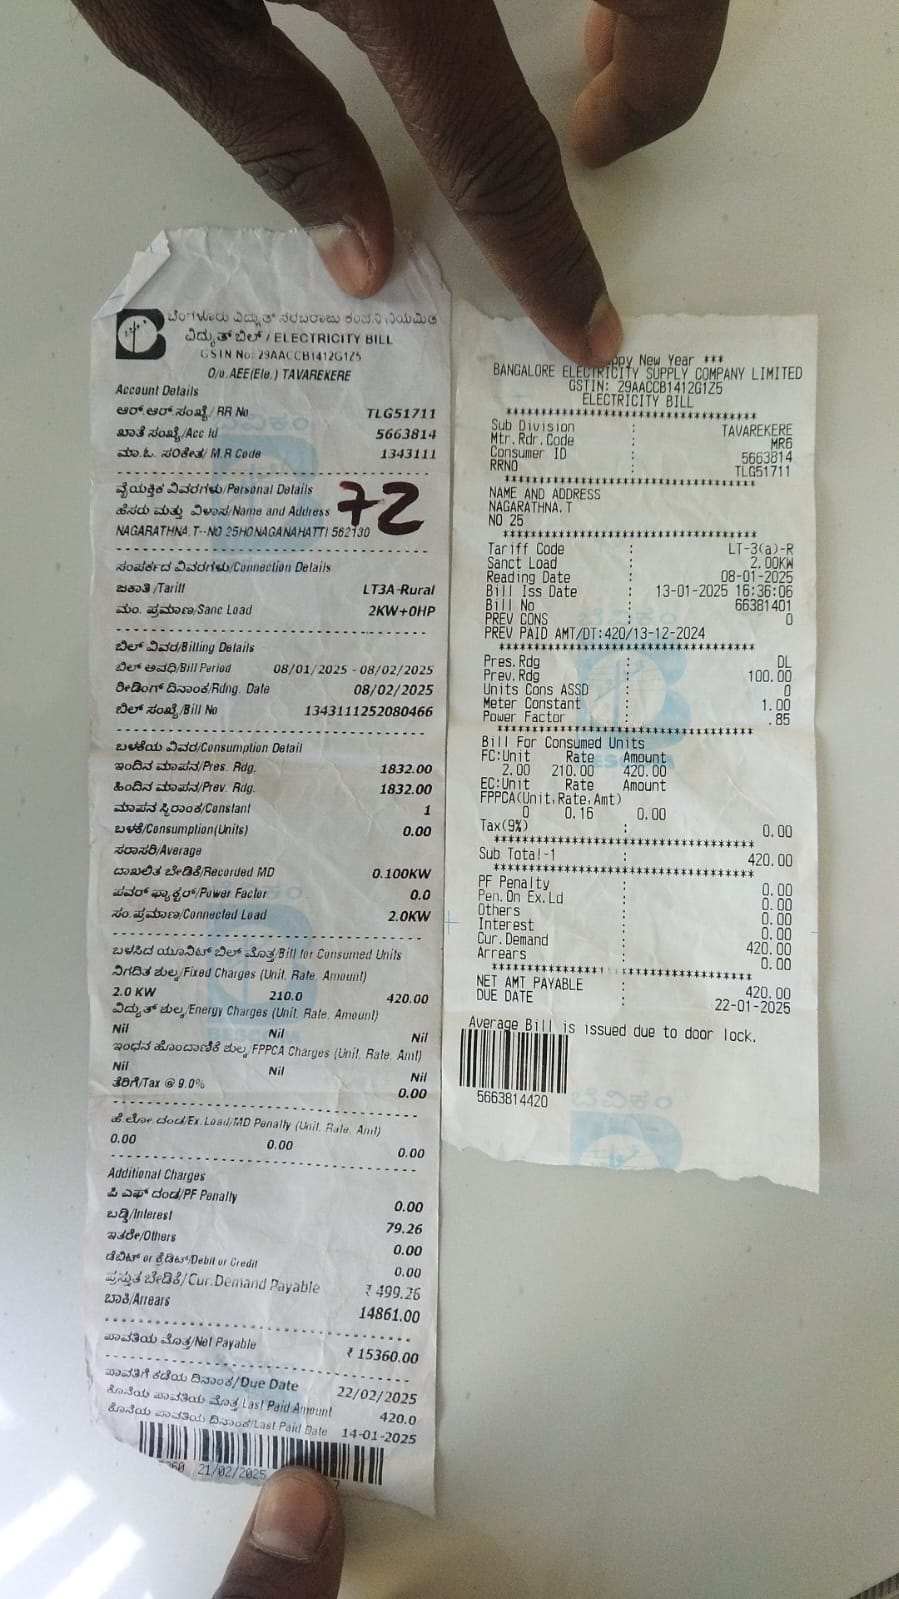 ಬೆಂಗಳೂರು ವಿದ್ಯುತ್ ಸರಬರಾಜು ಕಂಪನಿ ನಿಯಮಿತ
ವಿದ್ಯುತ್ ಬಿಲ್ / ELECTRICITY BILL
GSTIN No: 29AACCB1412G1Z5
O/o. AEE(Ele.) TAVAREKERE
Account Details
ಆರ್.ಆರ್.ಸಂಖ್ಯೆ/ RR No TLG51711
ಖಾತೆ ಸಂಖ್ಯೆ/Acc Id 5663814
ಮಾ.ಓ. ಸಂಕೇತ/ M.R Code 1343111
ವೈಯಕ್ತಿಕ ವಿವರಗಳು/Personal Details
72
ಹೆಸರು ಮತ್ತು ವಿಳಾಸ/Name and Address
NAGARATHNA.T--NO 25HONAGANAHATTI 562130
ಸಂಪರ್ಕದ ವಿವರಗಳು/Connection Details
ಜಕಾತಿ/Tariff LT3A-Rural
ಮಂ. ಪ್ರಮಾಣ/Sanc Load 2KW+0HP
ಬಿಲ್ ವಿವರ/Billing Details
ಬಿಲ್ ಅವಧಿ/Bill Period 08/01/2025 - 08/02/2025
ರೀಡಿಂಗ್ ದಿನಾಂಕ/Rdng. Date 08/02/2025
ಬಿಲ್ ಸಂಖ್ಯೆ/Bill No 1343111252080466
ಬಳಕೆಯ ವಿವರ/Consumption Detail
ಇಂದಿನ ಮಾಪನ/Pres. Rdg. 1832.00
ಹಿಂದಿನ ಮಾಪನ/Prev. Rdg. 1832.00
ಮಾಪನ ಸ್ಥಿರಾಂಕ/Constant 1
ಬಳಕೆ/Consumption(Units) 0.00
ಸರಾಸರಿ/Average
ದಾಖಲಿತ ಬೇಡಿಕೆ/Recorded MD 0.100KW
ಪವರ್ ಫ್ಯಾಕ್ಟರ್/Power Factor 0.0
ಸಂ.ಪ್ರಮಾಣ/Connected Load 2.0KW
ಬಳಸಿದ ಯೂನಿಟ್ ಬಿಲ್ ಮೊತ್ತ/Bill for Consumed Units
ನಿಗದಿತ ಶುಲ್ಕ/Fixed Charges (Unit, Rate, Amount)
2.0 KW 210.0 420.00
ವಿದ್ಯುತ್ ಶುಲ್ಕ/Energy Charges (Unit, Rate, Amount)
Nil Nil Nil
ಇಂಧನ ಹೊಂದಾಣಿಕೆ ಶುಲ್ಕ/FPPCA Charges (Unit, Rate, Amt)
Nil Nil Nil
ತೆರಿಗೆ/Tax @ 9.0% 0.00
ಹೆ.ಲೋ.ದಂಡ/Ex.Load/MD Penalty (Unit, Rate, Amt)
0.00 0.00 0.00
Additional Charges
ಪಿ ಎಫ್ ದಂಡ/PF Penalty 0.00
ಬಡ್ಡಿ/Interest 79.26
ಇತರೇ/Others 0.00
ಡೆಬಿಟ್ or ಕ್ರೆಡಿಟ್/Debit or Credit 0.00
ಪ್ರಸ್ತುತ ಬೇಡಿಕೆ/Cur.Demand Payable ₹ 499.26
ಬಾಕಿ/Arrears 14861.00
ಪಾವತಿಯ ಮೊತ್ತ/Net Payable ₹ 15360.00
ಪಾವತಿಗೆ ಕಡೆಯ ದಿನಾಂಕ/Due Date 22/02/2025
ಕೊನೆಯ ಪಾವತಿಯ ಮೊತ್ತ/Last Paid Amount 420.0
ಕೊನೆಯ ಪಾವತಿಯ ದಿನಾಂಕ/Last Paid Date 14-01-2025
21/02/2025
New Year ***
BANGALORE ELECTRICITY SUPPLY COMPANY LIMITED
GSTIN: 29AACCB1412G1Z5
ELECTRICITY BILL
Sub Division : TAVAREKERE
Mtr.Rdr.Code : MR6
Consumer ID : 5663814
RRNO : TLG51711
NAME AND ADDRESS
NAGARATHNA.T
NO 25
Tariff Code : LT-3(a)-R
Sanct Load : 2.00KW
Reading Date : 08-01-2025
Bill Iss Date : 13-01-2025 16:36:06
Bill No : 66381401
PREV CONS : 0
PREV PAID AMT/DT:420/13-12-2024
Pres.Rdg : DL
Prev.Rdg : 100.00
Units Cons ASSD : 0
Meter Constant : 1.00
Power Factor : .85
Bill For Consumed Units
FC:Unit Rate Amount
2.00 210.00 420.00
EC:Unit Rate Amount
FPPCA(Unit,Rate,Amt)
0 0.16 0.00
Tax(9%) : 0.00
Sub Total-1 : 420.00
PF Penalty : 0.00
Pen.On Ex.Ld : 0.00
Others : 0.00
Interest : 0.00
Cur.Demand : 420.00
Arrears : 0.00
NET AMT PAYABLE : 420.00
DUE DATE : 22-01-2025
Average Bill is issued due to door lock.
5663814420